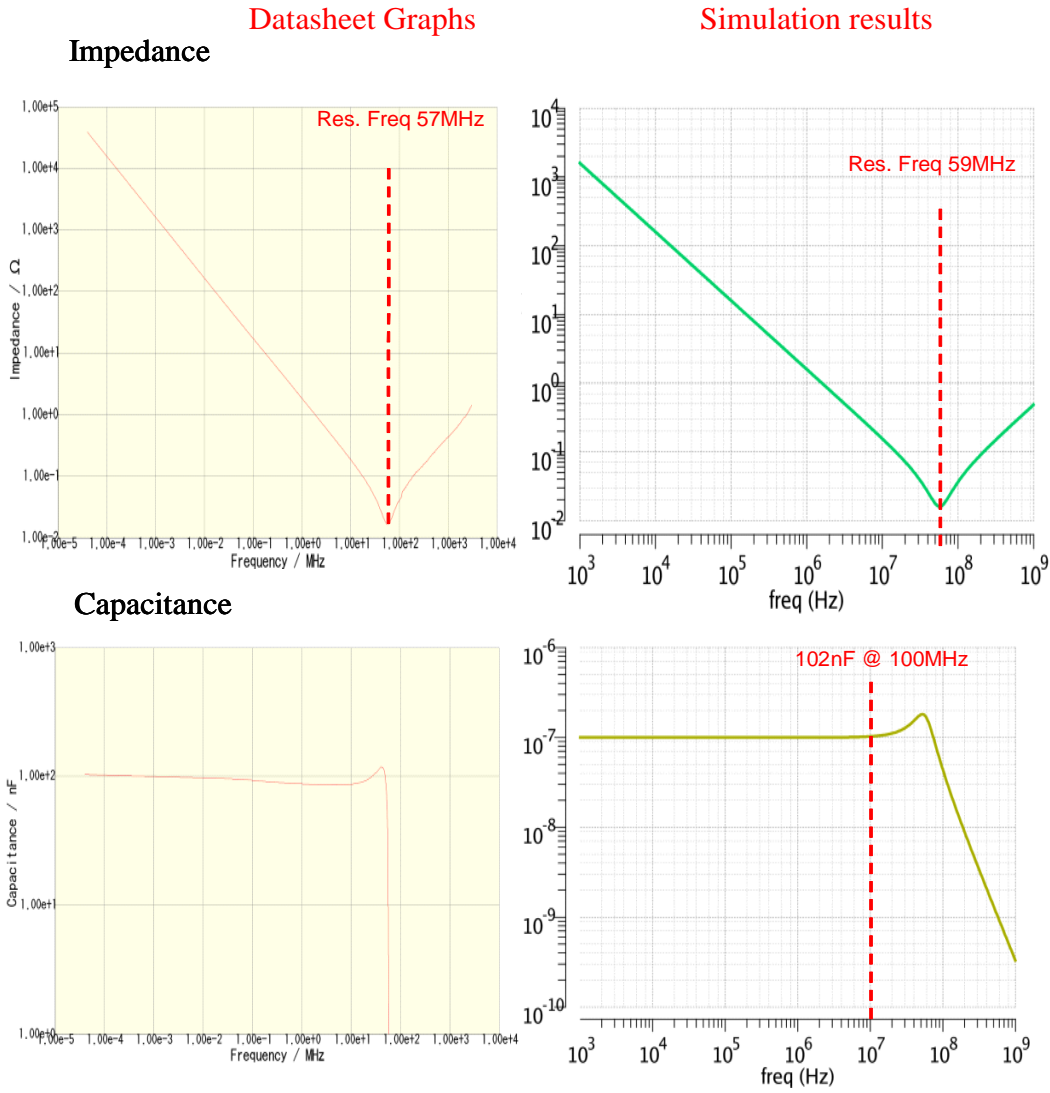 Datasheet Graphs
Simulation results
Impedance
1,00e+5
1,00e+4
1,00e+3
1,00e+2
1,00e+1
1,00e+0
1,00e-1
1,00e-2
Impedance / Ω
Res. Freq 57MHz
1,00e-5 1,00e-4 1,00e-3 1,00e-2 1,00e-1 1,00e+0 1,00e+1 1,00e+2 1,00e+3 1,00e+4
Frequency / MHz
10^4
10^3
10^2
10^1
10^0
10^-1
10^-2
Res. Freq 59MHz
10^3 10^4 10^5 10^6 10^7 10^8 10^9
freq (Hz)
Capacitance
1,00e+3
1,00e+2
1,00e+1
1,00e+0
Capacitance / nF
1,00e-5 1,00e-4 1,00e-3 1,00e-2 1,00e-1 1,00e+0 1,00e+1 1,00e+2 1,00e+3 1,00e+4
Frequency / MHz
10^-6
10^-7
10^-8
10^-9
10^-10
102nF @ 100MHz
10^3 10^4 10^5 10^6 10^7 10^8 10^9
freq (Hz)